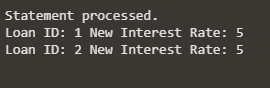 Statement processed.
Loan ID: 1 New Interest Rate: 5
Loan ID: 2 New Interest Rate: 5